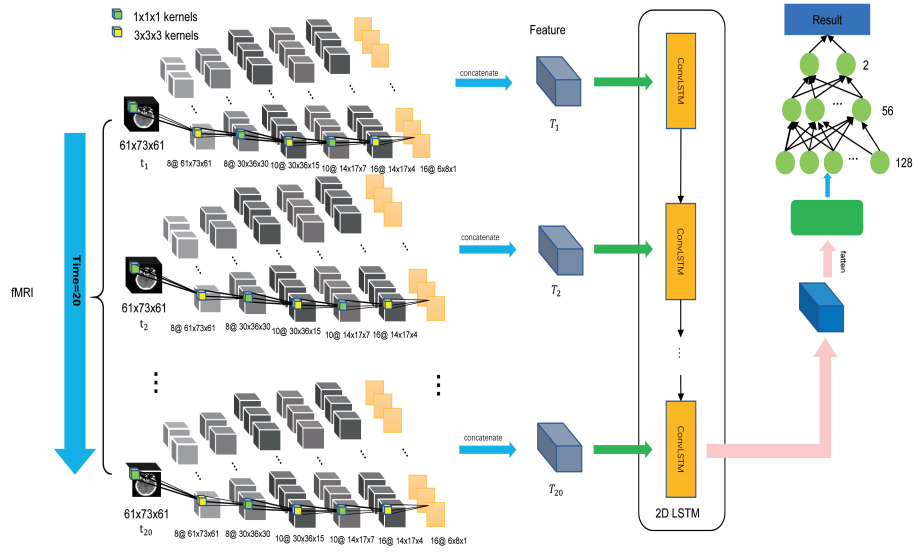 1x1x1 kernels
3x3x3 kernels
Feature
Result
2
56
128
concatenate
T1
ConvLSTM
61x73x61
t1
8@ 61x73x61
8@ 30x36x30
10@ 30x36x15
10@ 14x17x7
16@ 14x17x4
16@ 6x8x1
fMRI
Time=20
concatenate
T2
ConvLSTM
61x73x61
t2
8@ 61x73x61
8@ 30x36x30
10@ 30x36x15
10@ 14x17x7
16@ 14x17x4
flatten
concatenate
T20
ConvLSTM
61x73x61
t20
8@ 61x73x61
8@ 30x36x30
10@ 30x36x15
10@ 14x17x7
16@ 14x17x4
16@ 6x8x1
2D LSTM